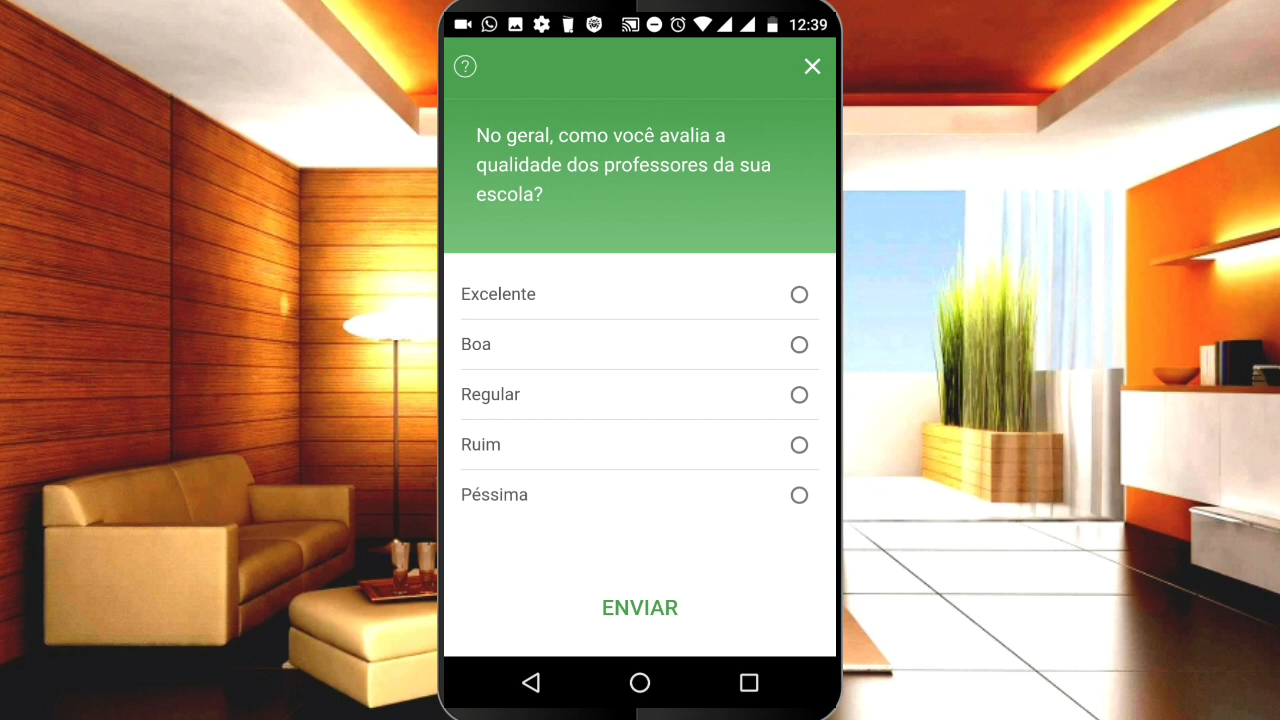 12:39
?
No geral, como você avalia a
qualidade dos professores da sua
escola?
Excelente
Boa
Regular
Ruim
Péssima
ENVIAR